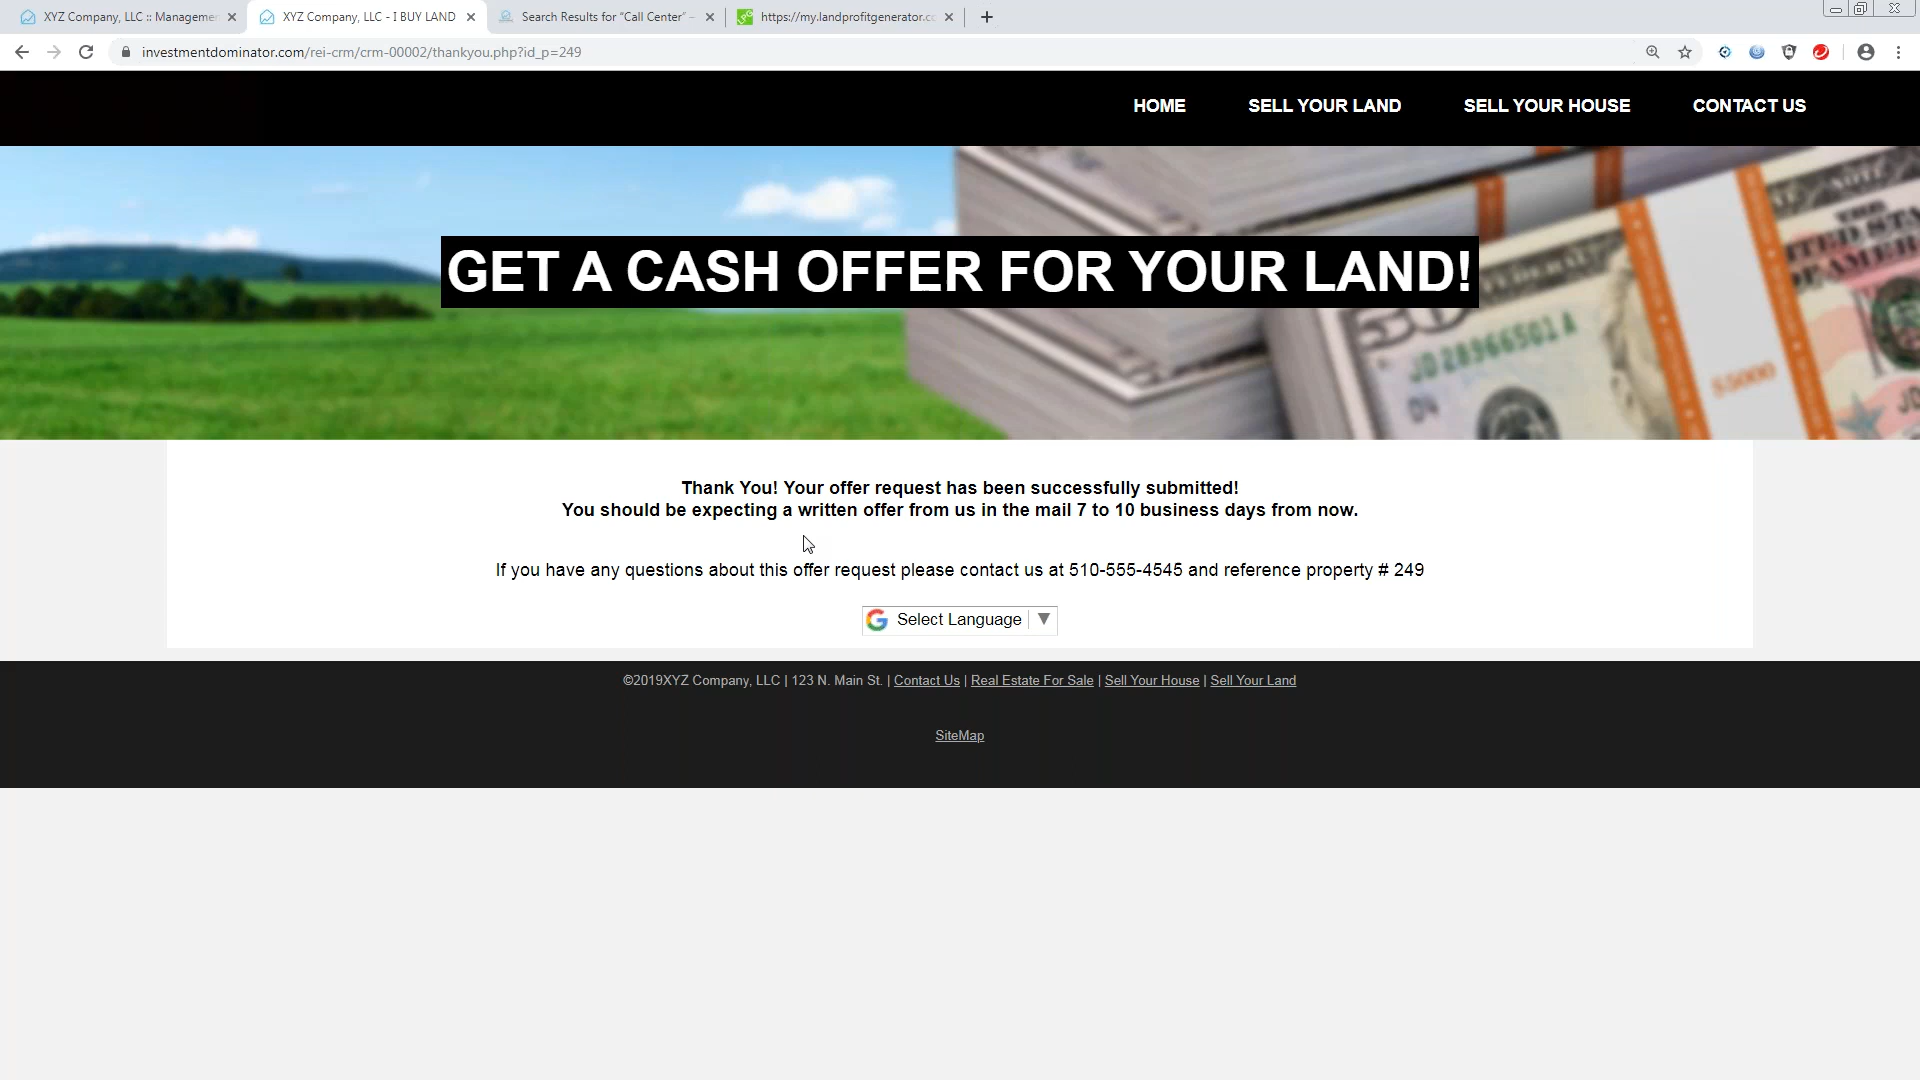 XYZ Company, LLC :: Managemen
XYZ Company, LLC - I BUY LAND
Search Results for “Call Center” –
https://my.landprofitgenerator.co
investmentdominator.com/rei-crm/crm-00002/thankyou.php?id_p=249
HOME
SELL YOUR LAND
SELL YOUR HOUSE
CONTACT US
GET A CASH OFFER FOR YOUR LAND!
JD28966501A
$5000
Thank You! Your offer request has been successfully submitted!
You should be expecting a written offer from us in the mail 7 to 10 business days from now.
If you have any questions about this offer request please contact us at 510-555-4545 and reference property # 249
Select Language
©2019XYZ Company, LLC | 123 N. Main St. | Contact Us | Real Estate For Sale | Sell Your House | Sell Your Land
SiteMap